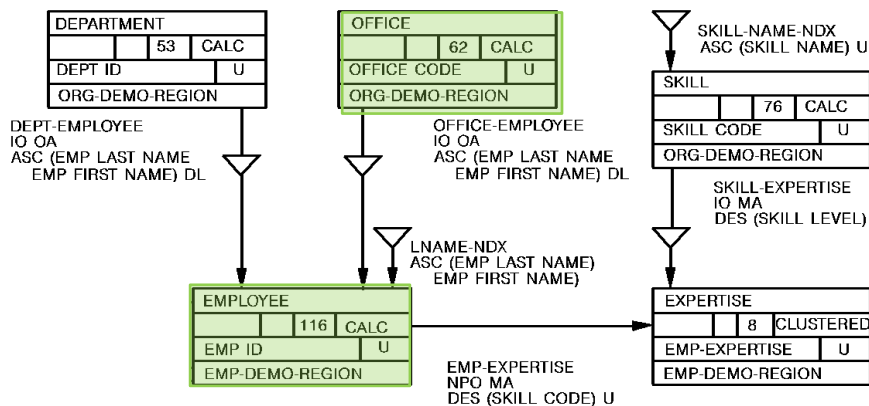 DEPARTMENT
53 CALC
DEPT ID U
ORG-DEMO-REGION
OFFICE
62 CALC
OFFICE CODE U
ORG-DEMO-REGION
SKILL-NAME-NDX
ASC (SKILL NAME) U
SKILL
76 CALC
SKILL CODE U
ORG-DEMO-REGION
DEPT-EMPLOYEE
IO OA
ASC (EMP LAST NAME
EMP FIRST NAME) DL
OFFICE-EMPLOYEE
IO OA
ASC (EMP LAST NAME
EMP FIRST NAME) DL
SKILL-EXPERTISE
IO MA
DES (SKILL LEVEL)
LNAME-NDX
ASC (EMP LAST NAME)
EMP FIRST NAME)
EMPLOYEE
116 CALC
EMP ID U
EMP-DEMO-REGION
EMP-EXPERTISE
NPO MA
DES (SKILL CODE) U
EXPERTISE
8 CLUSTERED
EMP-EXPERTISE U
EMP-DEMO-REGION